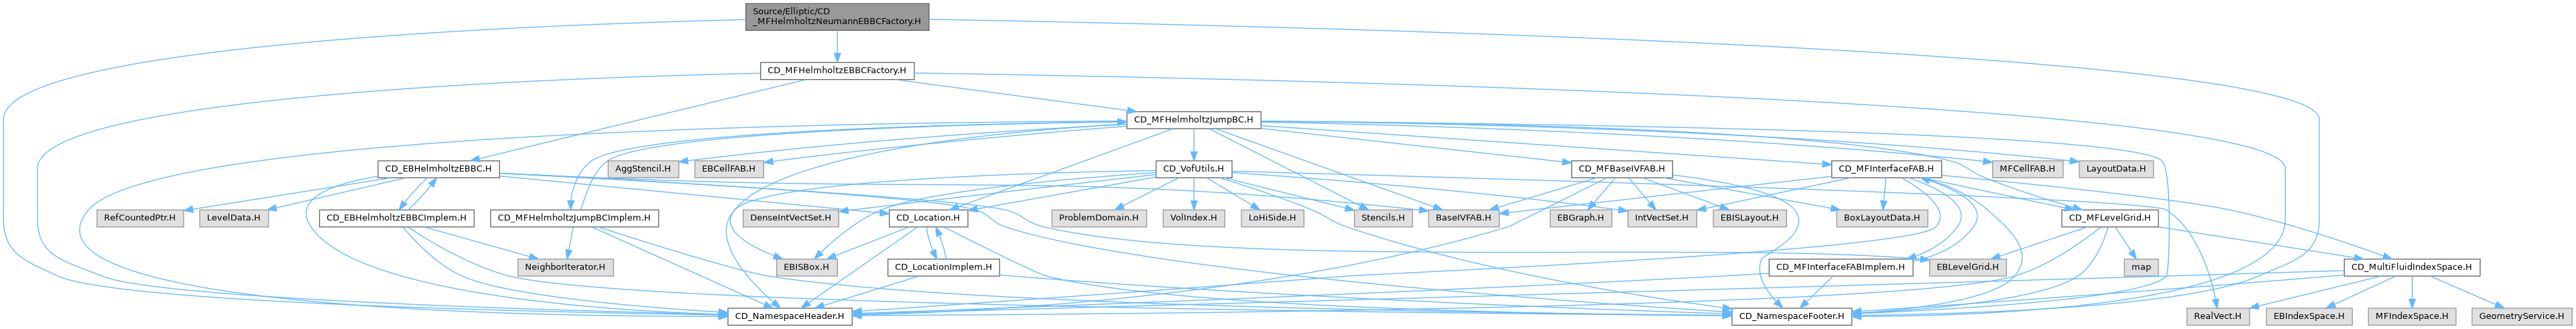 Source/Elliptic/CD
_MFHelmholtzNeumannEBBCFactory.H
CD_MFHelmholtzEBBCFactory.H
CD_MFHelmholtzJumpBC.H
CD_EBHelmholtzEBBC.H
AggStencil.H
EBCellFAB.H
CD_VofUtils.H
CD_MFBaseIVFAB.H
CD_MFInterfaceFAB.H
MFCellFAB.H
LayoutData.H
RefCountedPtr.H
LevelData.H
CD_EBHelmholtzEBBCImplem.H
CD_MFHelmholtzJumpBCImplem.H
DenseIntVectSet.H
CD_Location.H
ProblemDomain.H
VolIndex.H
LoHiSide.H
Stencils.H
BaseIVFAB.H
EBGraph.H
IntVectSet.H
EBISLayout.H
BoxLayoutData.H
CD_MFLevelGrid.H
NeighborIterator.H
EBISBox.H
CD_LocationImplem.H
CD_MFInterfaceFABImplem.H
EBLevelGrid.H
map
CD_MultiFluidIndexSpace.H
CD_NamespaceHeader.H
CD_NamespaceFooter.H
RealVect.H
EBIndexSpace.H
MFIndexSpace.H
GeometryService.H